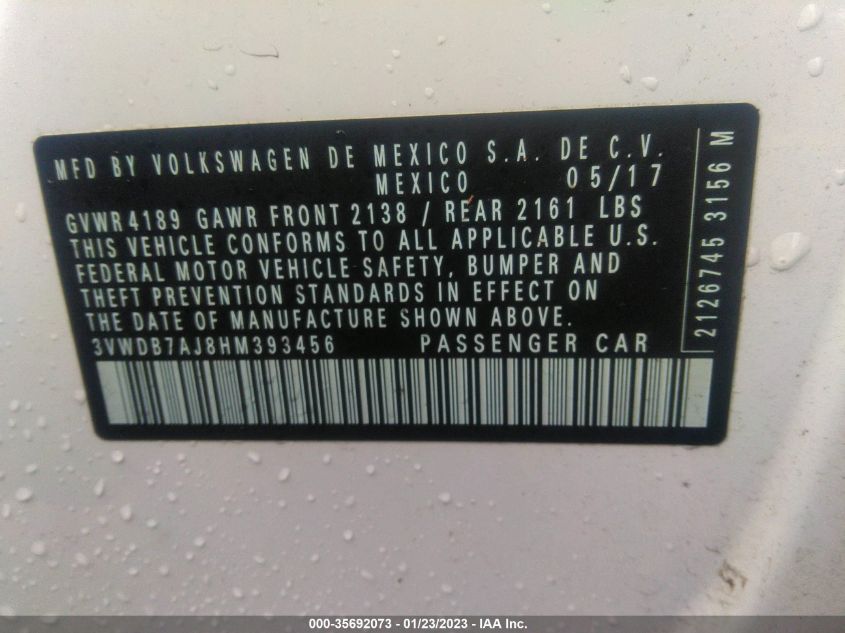 MFD BY VOLKSWAGEN DE MEXICO S.A. DE C.V.
MEXICO 05/17
GVWR 4189 GAWR FRONT 2138 / REAR 2161 LBS
THIS VEHICLE CONFORMS TO ALL APPLICABLE U.S.
FEDERAL MOTOR VEHICLE SAFETY, BUMPER AND
THEFT PREVENTION STANDARDS IN EFFECT ON
THE DATE OF MANUFACTURE SHOWN ABOVE.
3VWDB7AJ8HM393456 PASSENGER CAR
2126745 3156 M
000-35692073 - 01/23/2023 - IAA Inc.